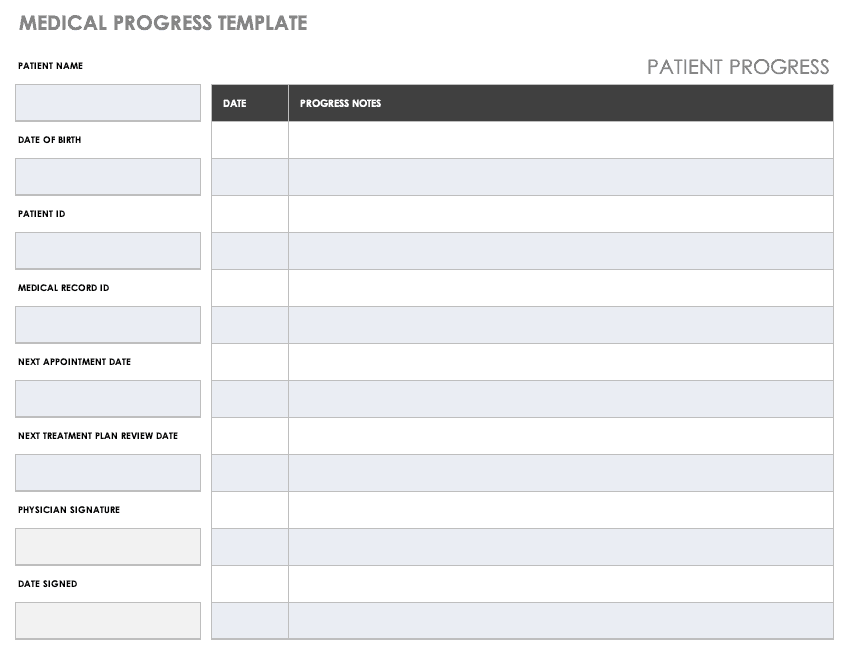 MEDICAL PROGRESS TEMPLATE
PATIENT NAME
PATIENT PROGRESS
DATE
PROGRESS NOTES
DATE OF BIRTH
PATIENT ID
MEDICAL RECORD ID
NEXT APPOINTMENT DATE
NEXT TREATMENT PLAN REVIEW DATE
PHYSICIAN SIGNATURE
DATE SIGNED